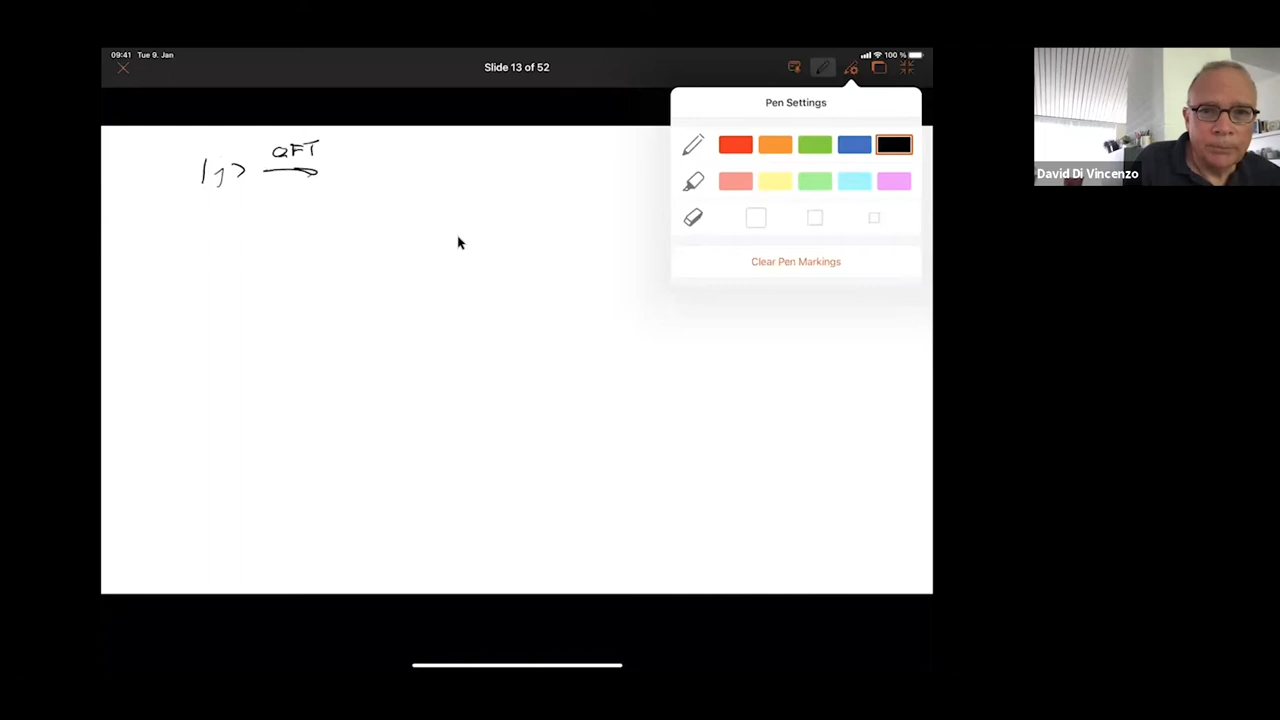 09:41 Tue 9. Jan
100 %
Slide 13 of 52
Pen Settings
QFT
|j>
David Di Vincenzo
Clear Pen Markings